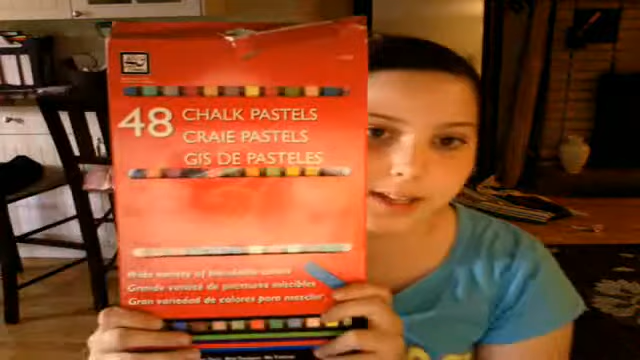 48 CHALK PASTELS
CRAIE PASTELS
GIS DE PASTELES
Wide variety of blendable colors
Grande variété de peintures miscibles
Gran variedad de colores para mezclar